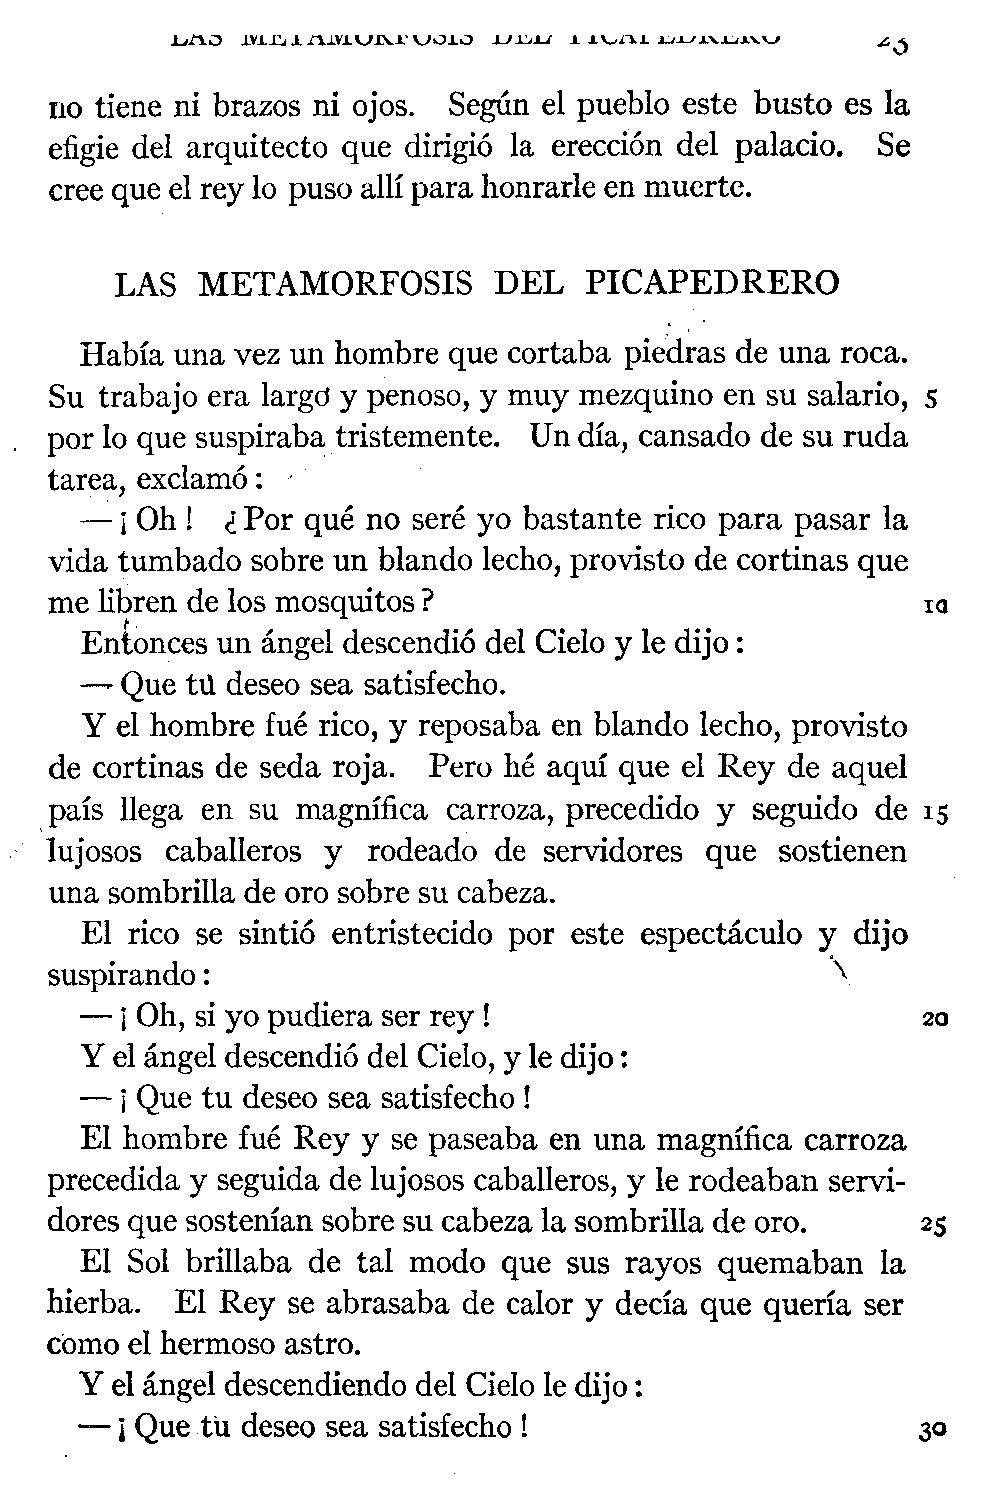 no tiene ni brazos ni ojos. Según el pueblo este busto es la
efigie del arquitecto que dirigió la erección del palacio. Se
cree que el rey lo puso allí para honrarle en muerte.
LAS METAMORFOSIS DEL PICAPEDRERO
Había una vez un hombre que cortaba piedras de una roca.
Su trabajo era largo y penoso, y muy mezquino en su salario, 5
por lo que suspiraba tristemente. Un día, cansado de su ruda
tarea, exclamó :
— ¡ Oh ! ¿ Por qué no seré yo bastante rico para pasar la
vida tumbado sobre un blando lecho, provisto de cortinas que
me libren de los mosquitos ? 10
Entonces un ángel descendió del Cielo y le dijo :
— Que tu deseo sea satisfecho.
Y el hombre fué rico, y reposaba en blando lecho, provisto
de cortinas de seda roja. Pero hé aquí que el Rey de aquel
país llega en su magnífica carroza, precedido y seguido de 15
lujosos caballeros y rodeado de servidores que sostienen
una sombrilla de oro sobre su cabeza.
El rico se sintió entristecido por este espectáculo y dijo
suspirando :
— ¡ Oh, si yo pudiera ser rey ! 20
Y el ángel descendió del Cielo, y le dijo :
— ¡ Que tu deseo sea satisfecho !
El hombre fué Rey y se paseaba en una magnífica carroza
precedida y seguida de lujosos caballeros, y le rodeaban servi-
dores que sostenían sobre su cabeza la sombrilla de oro. 25
El Sol brillaba de tal modo que sus rayos quemaban la
hierba. El Rey se abrasaba de calor y decía que quería ser
como el hermoso astro.
Y el ángel descendiendo del Cielo le dijo :
— ¡ Que tu deseo sea satisfecho ! 30